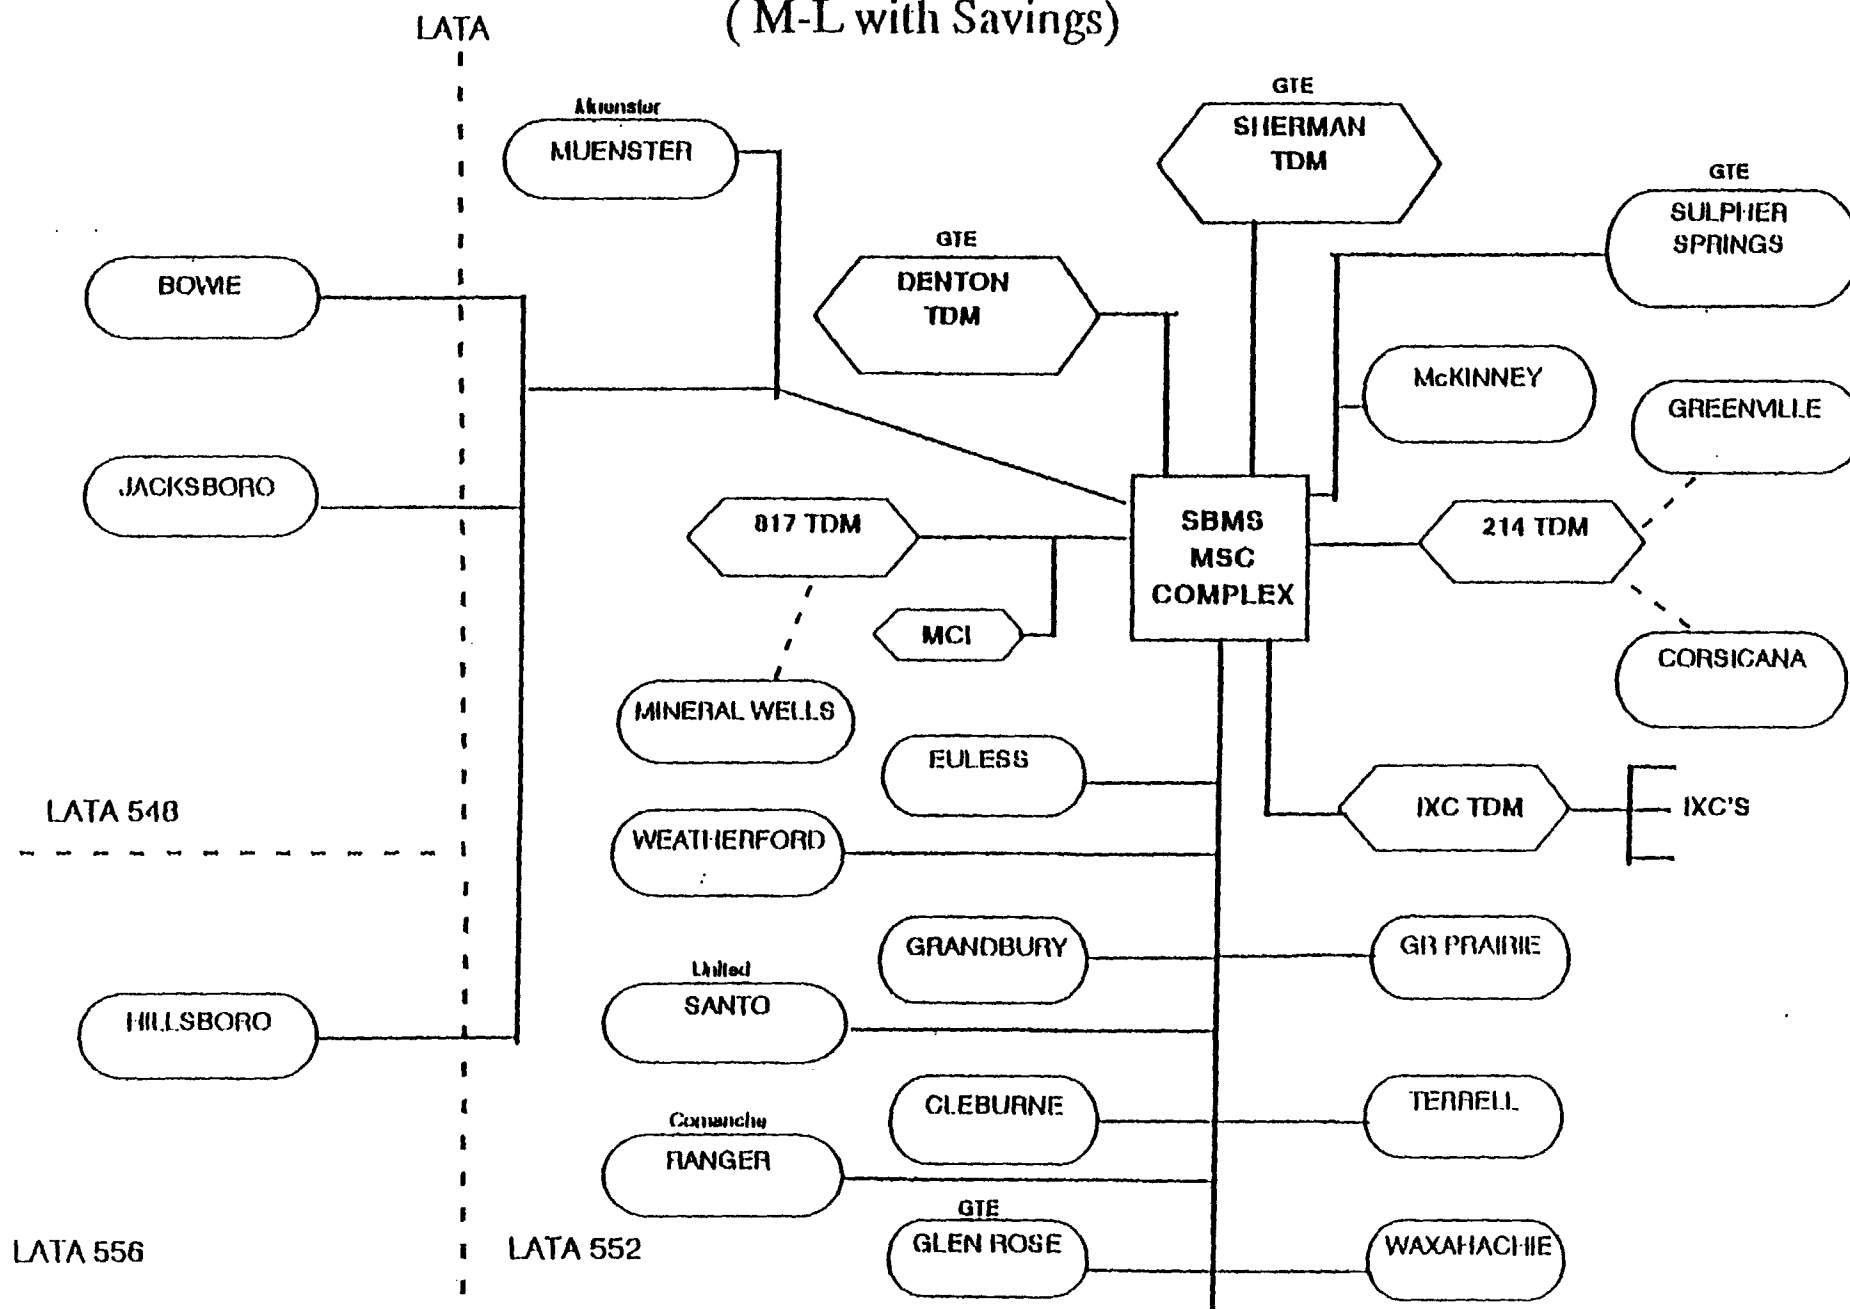 ( M-L with Savings)
LATA
Muenster
MUENSTER
GTE
SHERMAN
TDM
GTE
SULPHER
SPRINGS
GTE
DENTON
TDM
BOWIE
McKINNEY
GREENVILLE
JACKSBORO
817 TDM
SBMS
MSC
COMPLEX
214 TDM
MCI
CORSICANA
MINERAL WELLS
EULESS
LATA 548
WEATHERFORD
IXC TDM
IXC'S
GRANDBURY
GR PRAIRIE
United
SANTO
HILLSBORO
CLEBURNE
TERRELL
Comanche
RANGER
GTE
GLEN ROSE
WAXAHACHIE
LATA 556
LATA 552